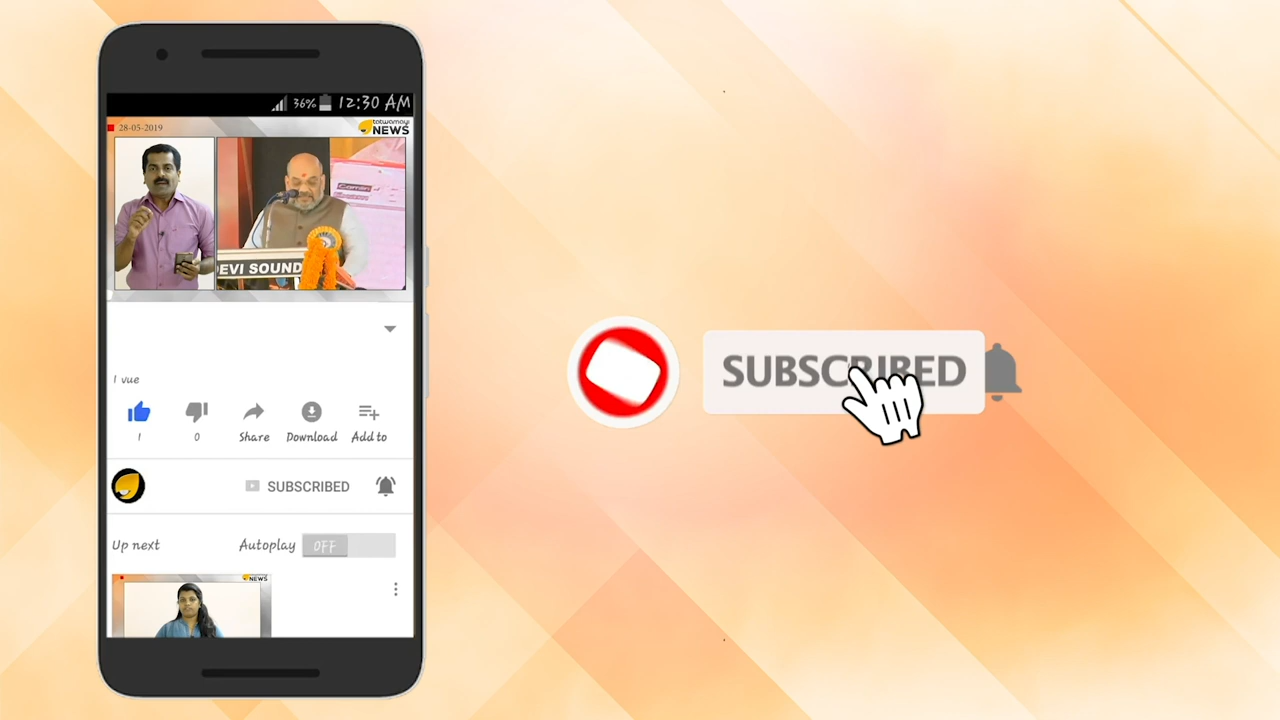 36% 12:30 AM
28-05-2019
tatwamayi
NEWS
DEVI SOUND
1 vue
1
0
Share
Download
Add to
SUBSCRIBED
Up next
Autoplay
OFF
NEWS
SUBSCRIBED